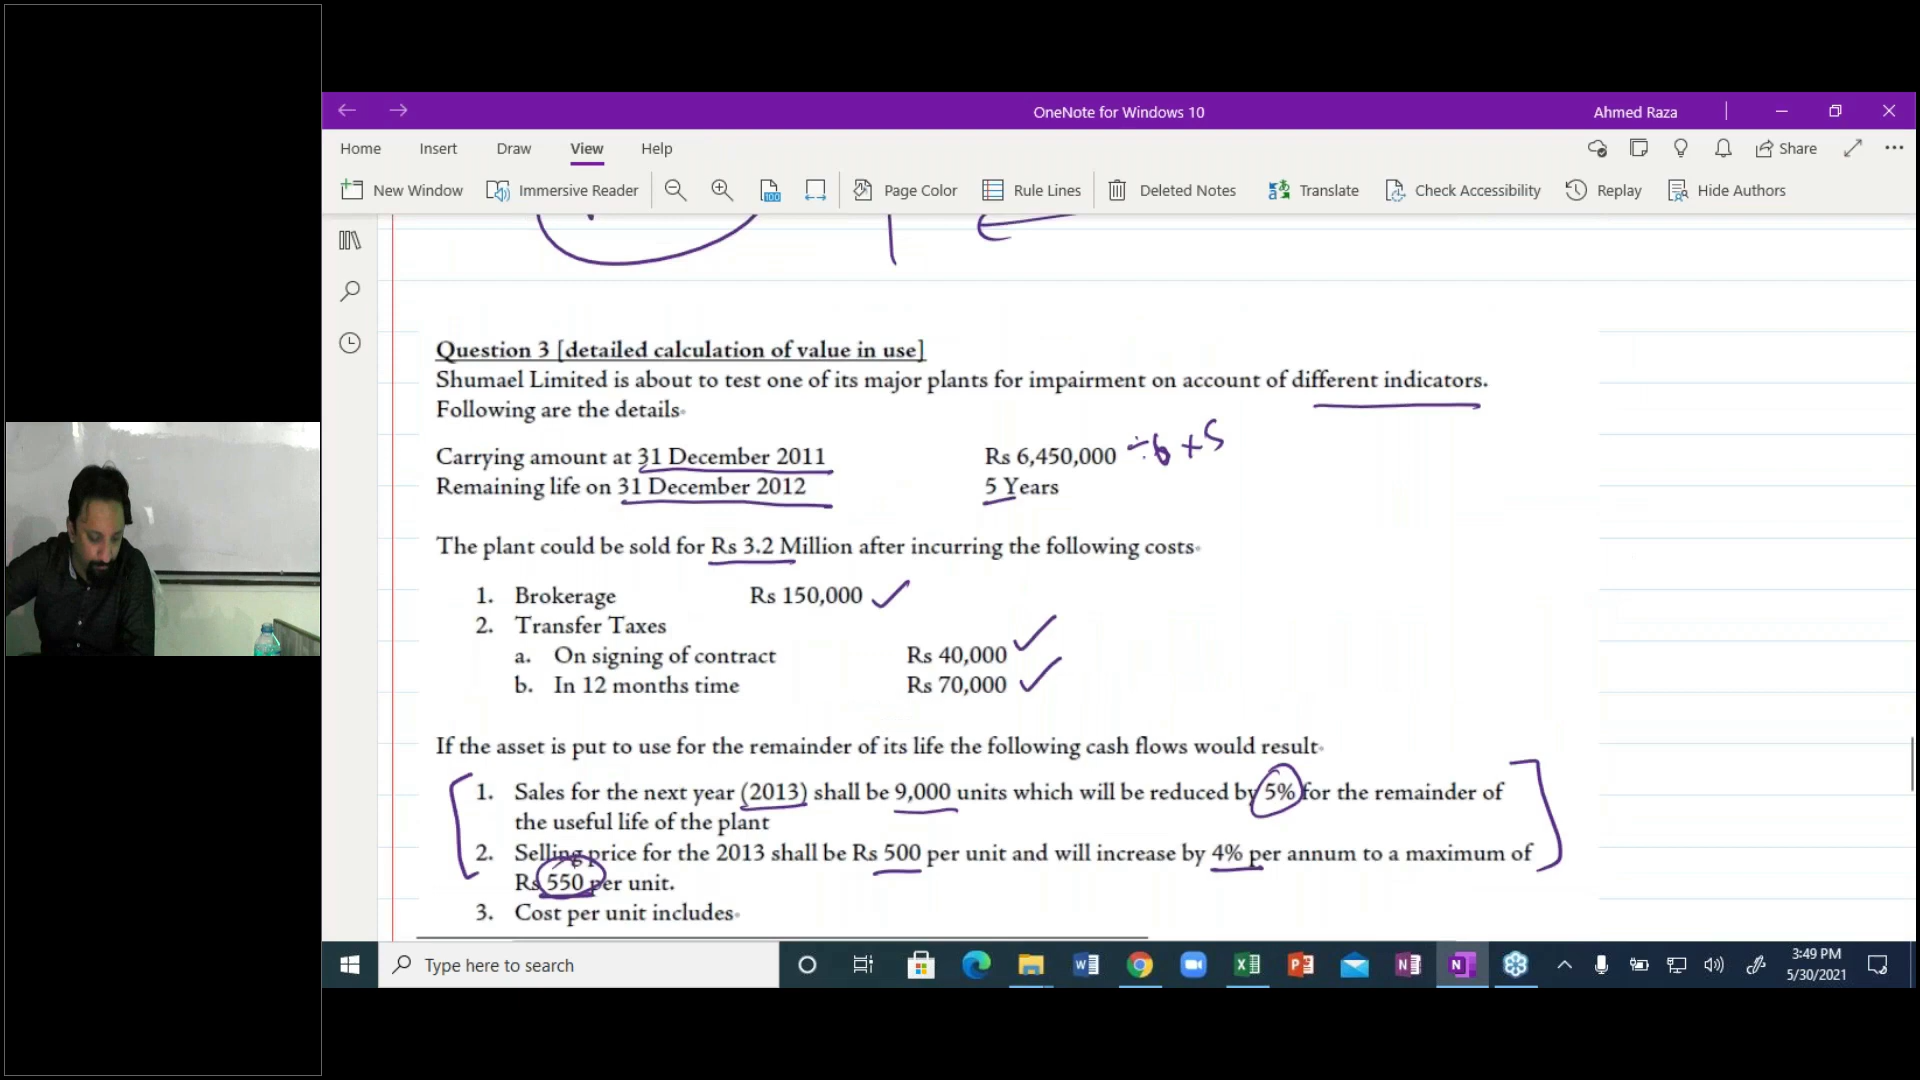 OneNote for Windows 10
Ahmed Raza
Home Insert Draw View Help
Share
New Window Immersive Reader Page Color Rule Lines Deleted Notes Translate Check Accessibility Replay Hide Authors
Question 3 [detailed calculation of value in use]
Shumael Limited is about to test one of its major plants for impairment on account of different indicators.
Following are the details
Carrying amount at 31 December 2011 Rs 6,450,000 ÷6 ×5
Remaining life on 31 December 2012 5 Years
The plant could be sold for Rs 3.2 Million after incurring the following costs
1. Brokerage Rs 150,000
2. Transfer Taxes
a. On signing of contract Rs 40,000
b. In 12 months time Rs 70,000
If the asset is put to use for the remainder of its life the following cash flows would result
1. Sales for the next year (2013) shall be 9,000 units which will be reduced by 5% for the remainder of
the useful life of the plant
2. Selling price for the 2013 shall be Rs 500 per unit and will increase by 4% per annum to a maximum of
Rs 550 per unit.
3. Cost per unit includes
Type here to search
3:49 PM
5/30/2021